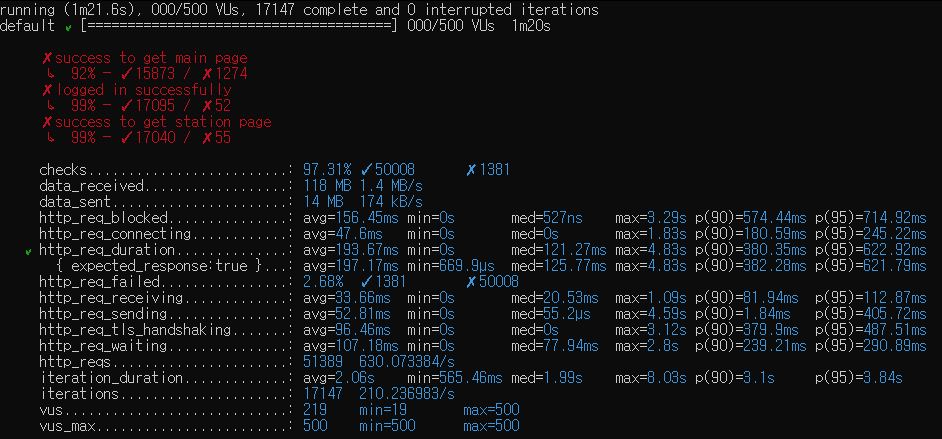 running (1m21.6s), 000/500 VUs, 17147 complete and 0 interrupted iterations
default ✓ [======================================] 000/500 VUs  1m20s
✗ success to get main page
↳  92% — ✓ 15873 / ✗ 1274
✗ logged in successfully
↳  99% — ✓ 17095 / ✗ 52
✗ success to get station page
↳  99% — ✓ 17040 / ✗ 55
checks.........................: 97.31% ✓ 50008 ✗ 1381
data_received..................: 118 MB 1.4 MB/s
data_sent......................: 14 MB 174 kB/s
http_req_blocked...............: avg=156.45ms min=0s med=527ns max=3.29s p(90)=574.44ms p(95)=714.92ms
http_req_connecting............: avg=47.6ms min=0s med=0s max=1.83s p(90)=180.59ms p(95)=245.22ms
✓ http_req_duration..............: avg=193.67ms min=0s med=121.27ms max=4.83s p(90)=380.35ms p(95)=622.92ms
{ expected_response:true }...: avg=197.17ms min=669.9µs med=125.77ms max=4.83s p(90)=382.28ms p(95)=621.79ms
http_req_failed................: 2.68% ✓ 1381 ✗ 50008
http_req_receiving.............: avg=33.66ms min=0s med=20.53ms max=1.09s p(90)=81.94ms p(95)=112.87ms
http_req_sending...............: avg=52.81ms min=0s med=55.2µs max=4.59s p(90)=1.84ms p(95)=405.72ms
http_req_tls_handshaking.......: avg=96.46ms min=0s med=0s max=3.12s p(90)=379.9ms p(95)=487.51ms
http_req_waiting...............: avg=107.18ms min=0s med=77.94ms max=2.8s p(90)=239.21ms p(95)=290.89ms
http_reqs......................: 51389 630.073384/s
iteration_duration.............: avg=2.06s min=565.46ms med=1.99s max=8.03s p(90)=3.1s p(95)=3.84s
iterations.....................: 17147 210.236983/s
vus............................: 219 min=19 max=500
vus_max........................: 500 min=500 max=500